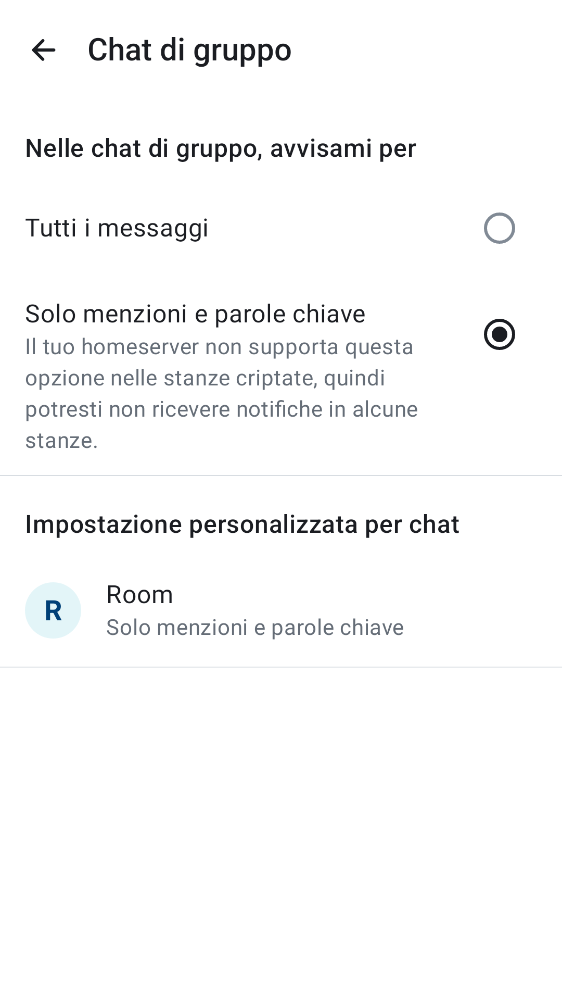 Chat di gruppo
Nelle chat di gruppo, avvisami per
Tutti i messaggi
Solo menzioni e parole chiave
Il tuo homeserver non supporta questa
opzione nelle stanze criptate, quindi
potresti non ricevere notifiche in alcune
stanze.
Impostazione personalizzata per chat
R
Room
Solo menzioni e parole chiave